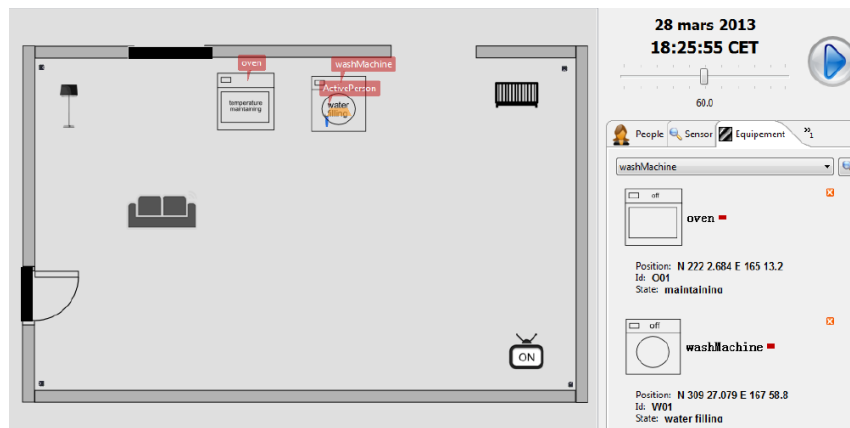 oven
washMachine
ActivePerson
temperature
maintaining
water
filling
ON
28 mars 2013
18:25:55 CET
60.0
People
Sensor
Equipement
»1
washMachine
off
oven
Position: N 222 2.684 E 165 13.2
Id: O01
State: maintaining
off
washMachine
Position: N 309 27.079 E 167 58.8
Id: W01
State: water filling